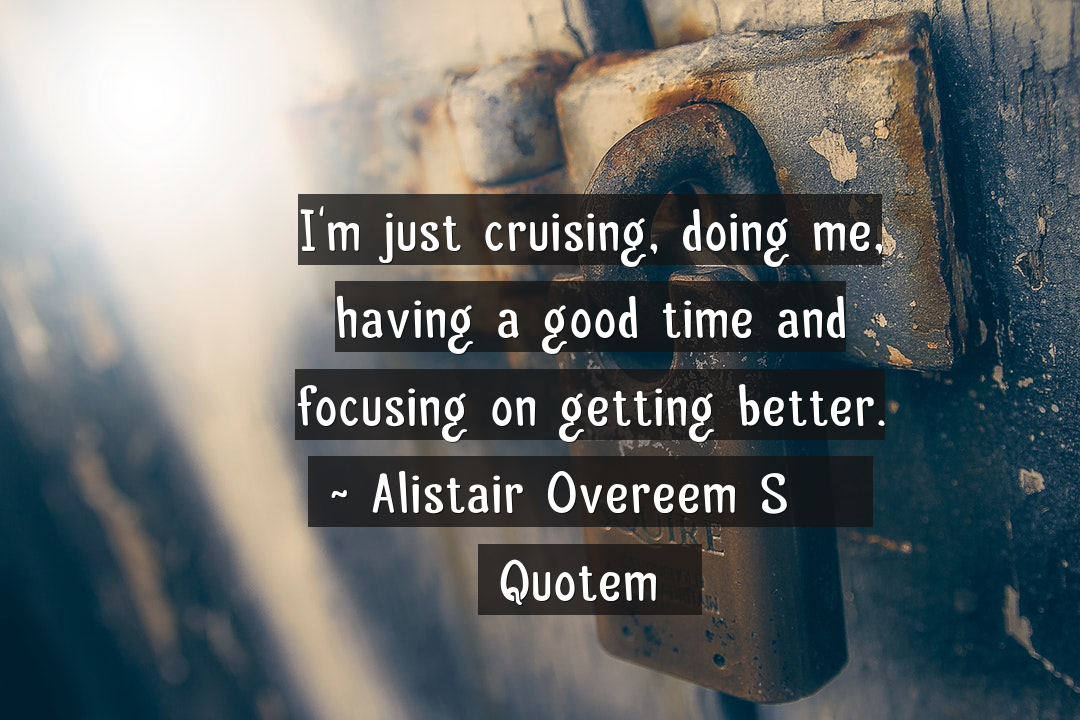 I'm just cruising, doing me,
having a good time and
focusing on getting better.
~ Alistair Overeem S
Quotem